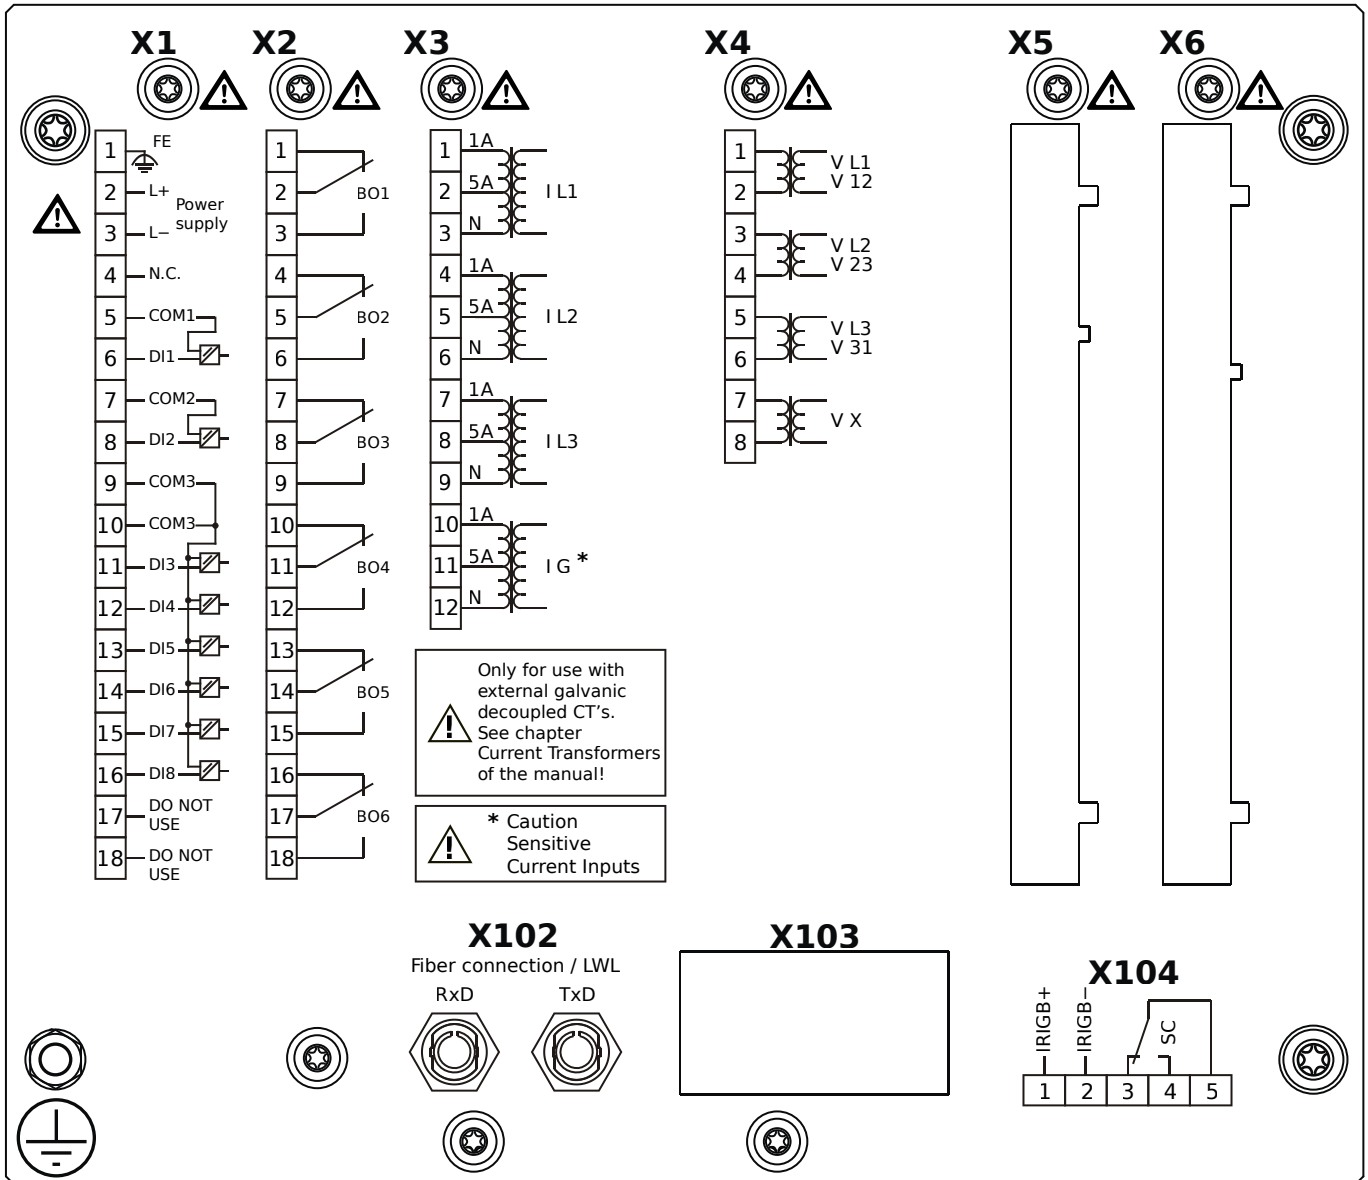 X1
X2
X3
X4
X5
X6
1 FE
2 L+
Power
supply
3 L−
4 N.C.
5 COM1
6 DI1
7 COM2
8 DI2
9 COM3
10 COM3
11 DI3
12 DI4
13 DI5
14 DI6
15 DI7
16 DI8
17 DO NOT
USE
18 DO NOT
USE
1
2 BO1
3
4
5 BO2
6
7
8 BO3
9
10
11 BO4
12
13
14 BO5
15
16
17 BO6
18
1 1A
2 5A I L1
3 N
4 1A
5 5A I L2
6 N
7 1A
8 5A I L3
9 N
10 1A
11 5A I G *
12 N
Only for use with
external galvanic
decoupled CT's.
See chapter
Current Transformers
of the manual!
* Caution
Sensitive
Current Inputs
1 V L1
2 V 12
3 V L2
4 V 23
5 V L3
6 V 31
7 V X
8
X102
Fiber connection / LWL
RxD TxD
X103
X104
IRIGB+
IRIGB−
SC
1 2 3 4 5